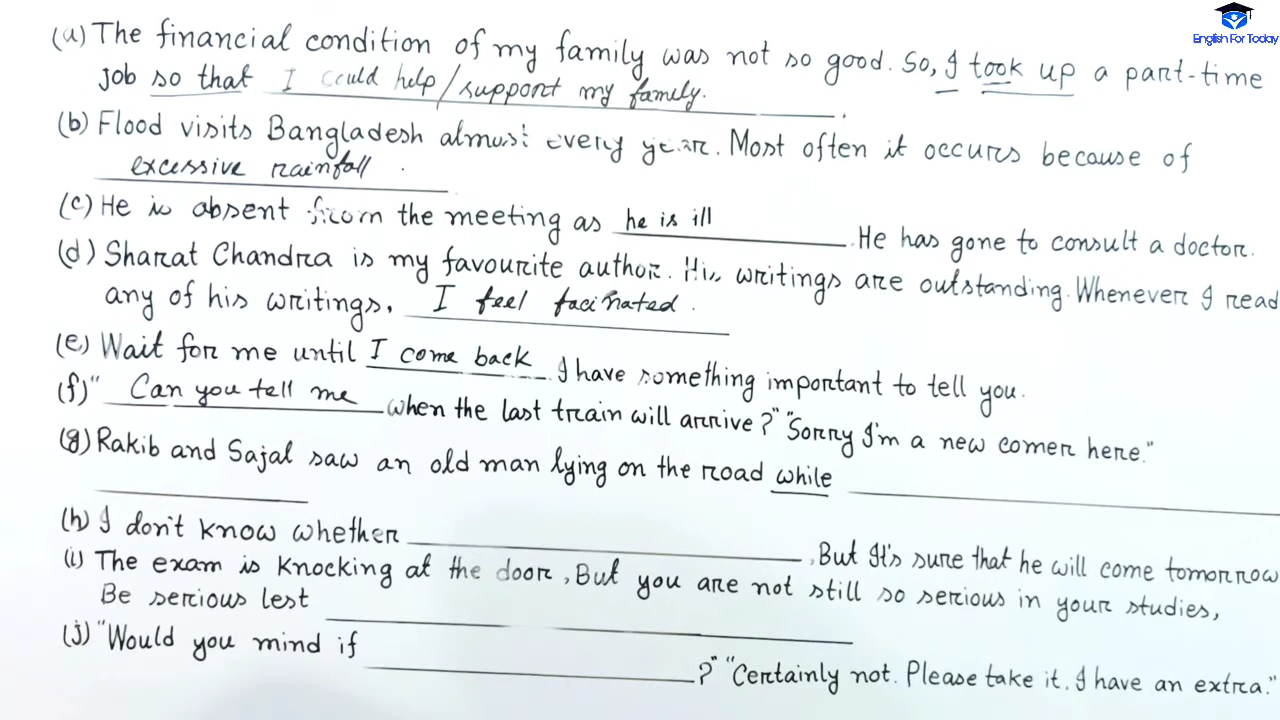 English For Today
(a) The financial condition of my family was not so good. So, I took up a part-time
job so that I could help/support my family.
(b) Flood visits Bangladesh almost every year. Most often it occurs because of
excessive rainfall.
(c) He is absent from the meeting as he is ill. He has gone to consult a doctor.
(d) Sharat Chandra is my favourite author. His writings are outstanding. Whenever I read
any of his writings, I feel facinated.
(e) Wait for me until I come back. I have something important to tell you.
(f) "Can you tell me when the last train will arrive?" "Sorry I'm a new comer here."
(g) Rakib and Sajal saw an old man lying on the road while
(h) I don't know whether . But It's sure that he will come tomorrow
(i) The exam is knocking at the door, But you are not still so serious in your studies,
Be serious lest
(j) "Would you mind if ?" "Certainly not. Please take it. I have an extra."